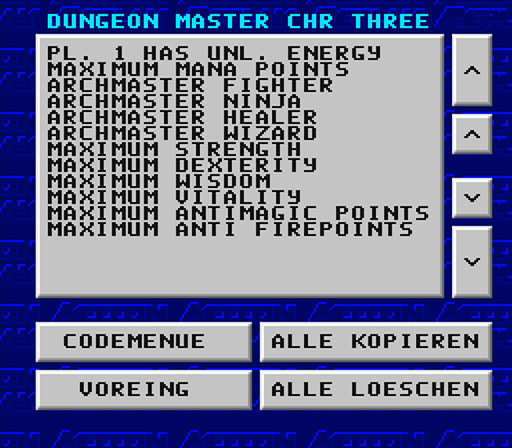 DUNGEON MASTER CHR THREE
PL. 1 HAS UNL. ENERGY
MAXIMUM MANA POINTS
ARCHMASTER FIGHTER
ARCHMASTER NINJA
ARCHMASTER HEALER
ARCHMASTER WIZARD
MAXIMUM STRENGTH
MAXIMUM DEXTERITY
MAXIMUM WISDOM
MAXIMUM VITALITY
MAXIMUM ANTIMAGIC POINTS
MAXIMUM ANTI FIREPOINTS
CODEMENUE
ALLE KOPIEREN
VOREING
ALLE LOESCHEN